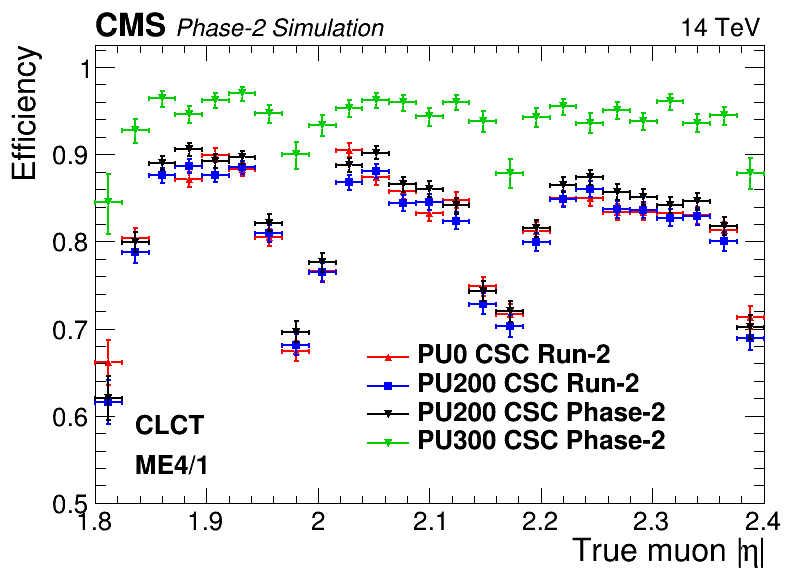 CMS Phase-2 Simulation 14 TeV
Efficiency
1
0.9
0.8
0.7
0.6
0.5
PU0 CSC Run-2
PU200 CSC Run-2
PU200 CSC Phase-2
PU300 CSC Phase-2
CLCT
ME4/1
1.8 1.9 2 2.1 2.2 2.3 2.4
True muon |η|